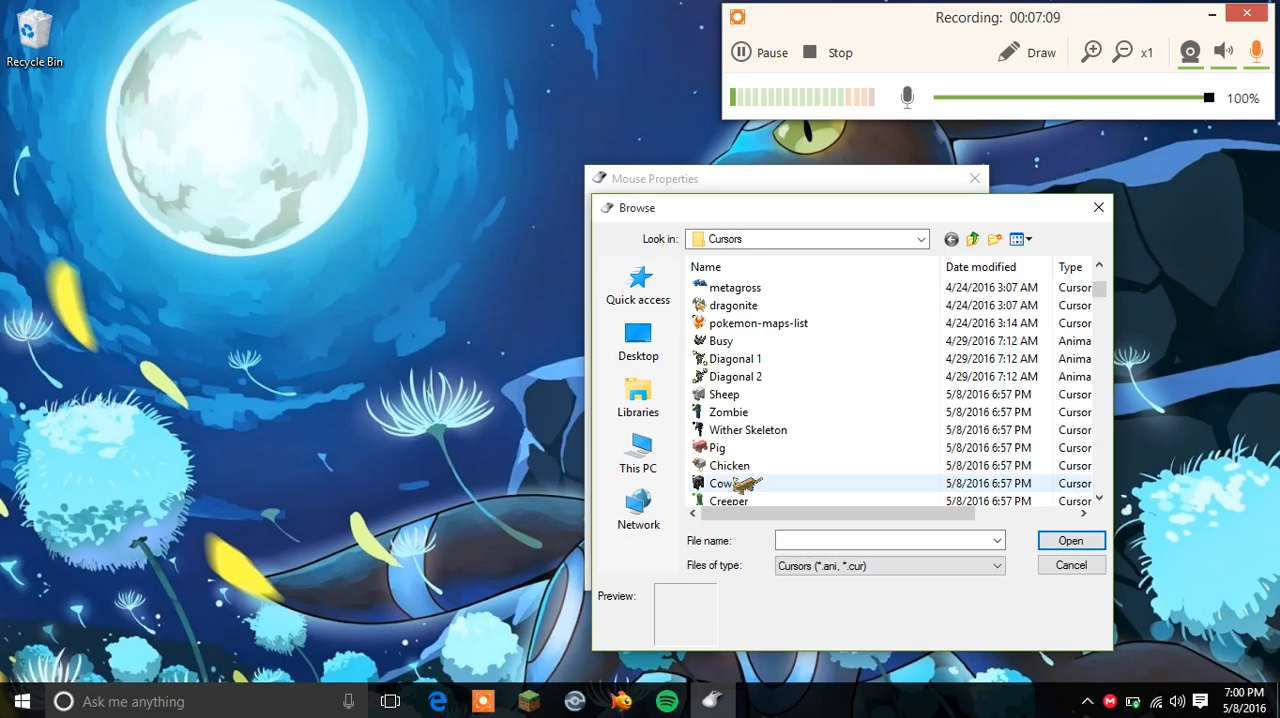 Recycle Bin
Recording: 00:07:09
Pause Stop Draw x1
100%
Mouse Properties
Browse
Look in: Cursors
Name Date modified Type
metagross 4/24/2016 3:07 AM Cursor
dragonite 4/24/2016 3:07 AM Cursor
pokemon-maps-list 4/24/2016 3:14 AM Cursor
Busy 4/29/2016 7:12 AM Anima
Diagonal 1 4/29/2016 7:12 AM Anima
Diagonal 2 4/29/2016 7:12 AM Anima
Sheep 5/8/2016 6:57 PM Cursor
Zombie 5/8/2016 6:57 PM Cursor
Wither Skeleton 5/8/2016 6:57 PM Cursor
Pig 5/8/2016 6:57 PM Cursor
Chicken 5/8/2016 6:57 PM Cursor
Cow 5/8/2016 6:57 PM Cursor
Creeper 5/8/2016 6:57 PM Cursor
Quick access
Desktop
Libraries
This PC
Network
File name: Open
Files of type: Cursors (*.ani, *.cur) Cancel
Preview:
Ask me anything
7:00 PM
5/8/2016